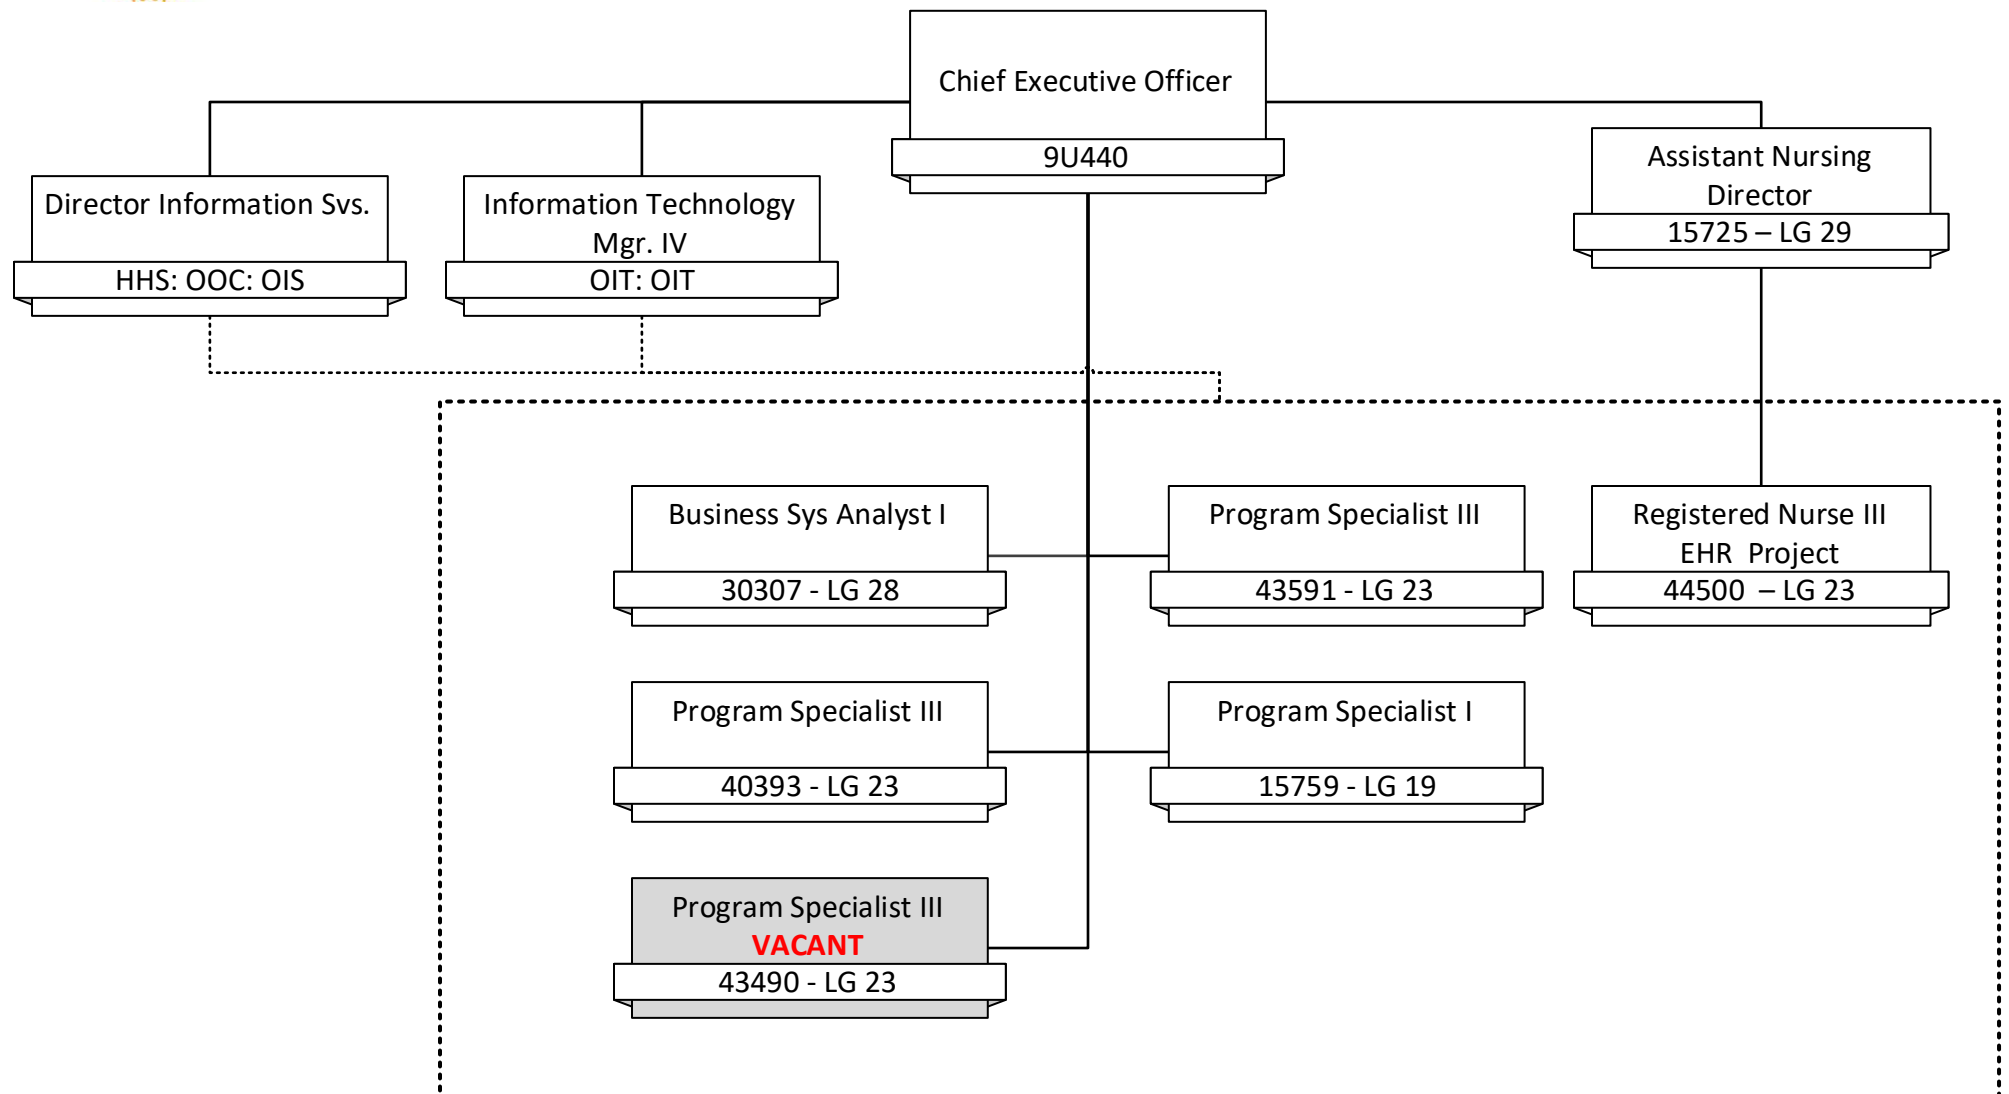 Chief Executive Officer
9U440
Director Information Svs.
HHS: OOC: OIS
Information Technology
Mgr. IV
OIT: OIT
Assistant Nursing
Director
15725 – LG 29
Business Sys Analyst I
30307 - LG 28
Program Specialist III
43591 - LG 23
Registered Nurse III
EHR  Project
44500  – LG 23
Program Specialist III
40393 - LG 23
Program Specialist I
15759 - LG 19
Program Specialist III
VACANT
43490 - LG 23